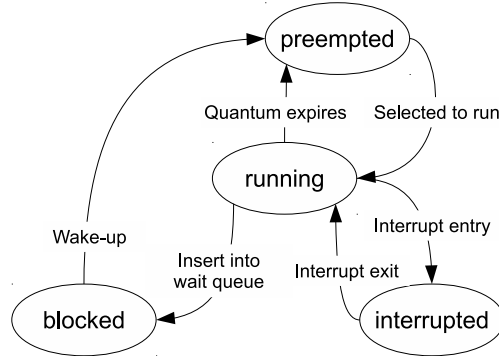 preempted
Quantum expires
Selected to run
running
Wake-up
Insert into
wait queue
Interrupt exit
Interrupt entry
blocked
interrupted